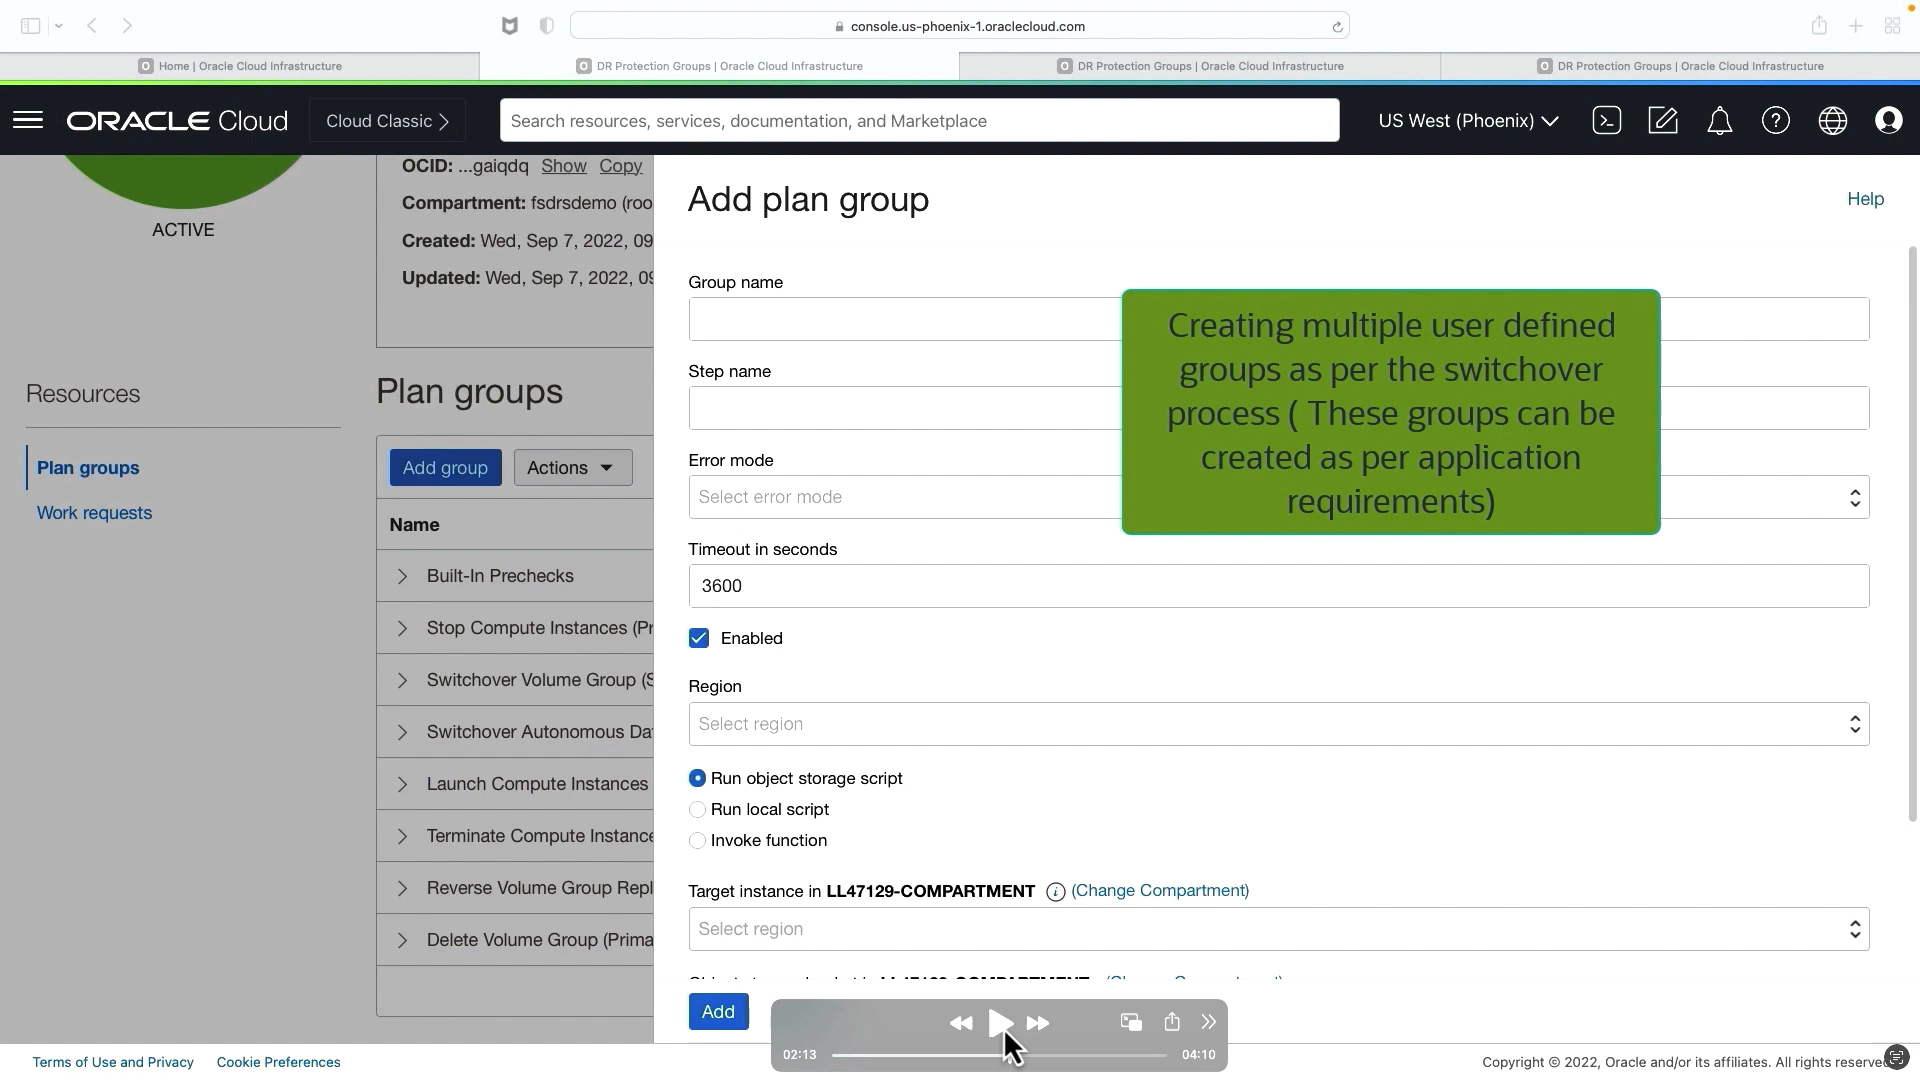 console.us-phoenix-1.oraclecloud.com
Home | Oracle Cloud Infrastructure
DR Protection Groups | Oracle Cloud Infrastructure
DR Protection Groups | Oracle Cloud Infrastructure
DR Protection Groups | Oracle Cloud Infrastructure
ORACLE Cloud
Cloud Classic
Search resources, services, documentation, and Marketplace
US West (Phoenix)
ACTIVE
OCID: ...gaiqdq Show Copy
Compartment: fsdrsdemo (roo
Created: Wed, Sep 7, 2022, 09
Updated: Wed, Sep 7, 2022, 09
Resources
Plan groups
Work requests
Plan groups
Add group
Actions
Name
Built-In Prechecks
Stop Compute Instances (Pr
Switchover Volume Group (S
Switchover Autonomous Da
Launch Compute Instances
Terminate Compute Instance
Reverse Volume Group Repl
Delete Volume Group (Prima
Add plan group
Help
Group name
Step name
Error mode
Select error mode
Creating multiple user defined
groups as per the switchover
process ( These groups can be
created as per application
requirements)
Timeout in seconds
3600
Enabled
Region
Select region
Run object storage script
Run local script
Invoke function
Target instance in LL47129-COMPARTMENT (Change Compartment)
Select region
Add
02:13
04:10
Terms of Use and Privacy
Cookie Preferences
Copyright © 2022, Oracle and/or its affiliates. All rights reserve